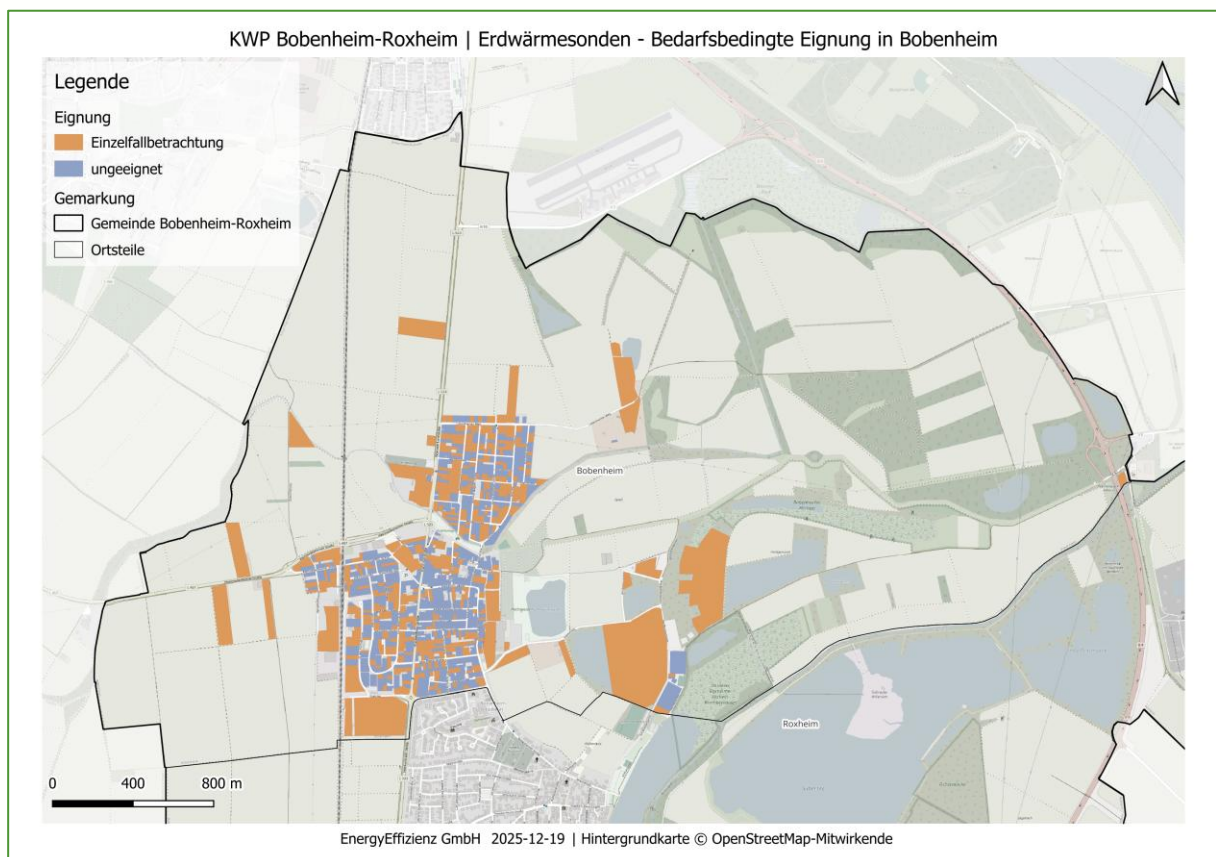 KWP Bobenheim-Roxheim | Erdwärmesonden - Bedarfsbedingte Eignung in Bobenheim
Legende
Eignung
Einzelfallbetrachtung
ungeeignet
Gemarkung
Gemeinde Bobenheim-Roxheim
Ortsteile
Bobenheim
Roxheim
0 400 800 m
EnergyEffizienz GmbH 2025-12-19 | Hintergrundkarte © OpenStreetMap-Mitwirkende